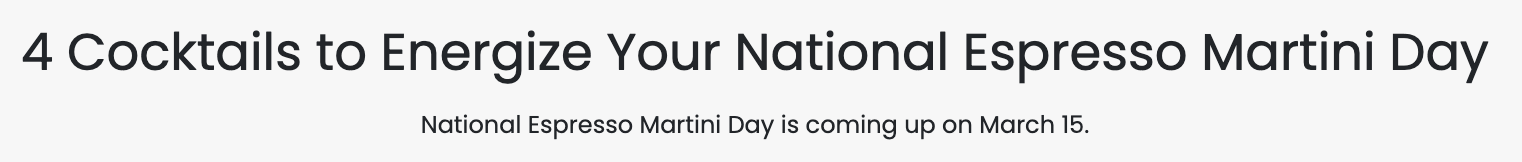 4 Cocktails to Energize Your National Espresso Martini Day
National Espresso Martini Day is coming up on March 15.